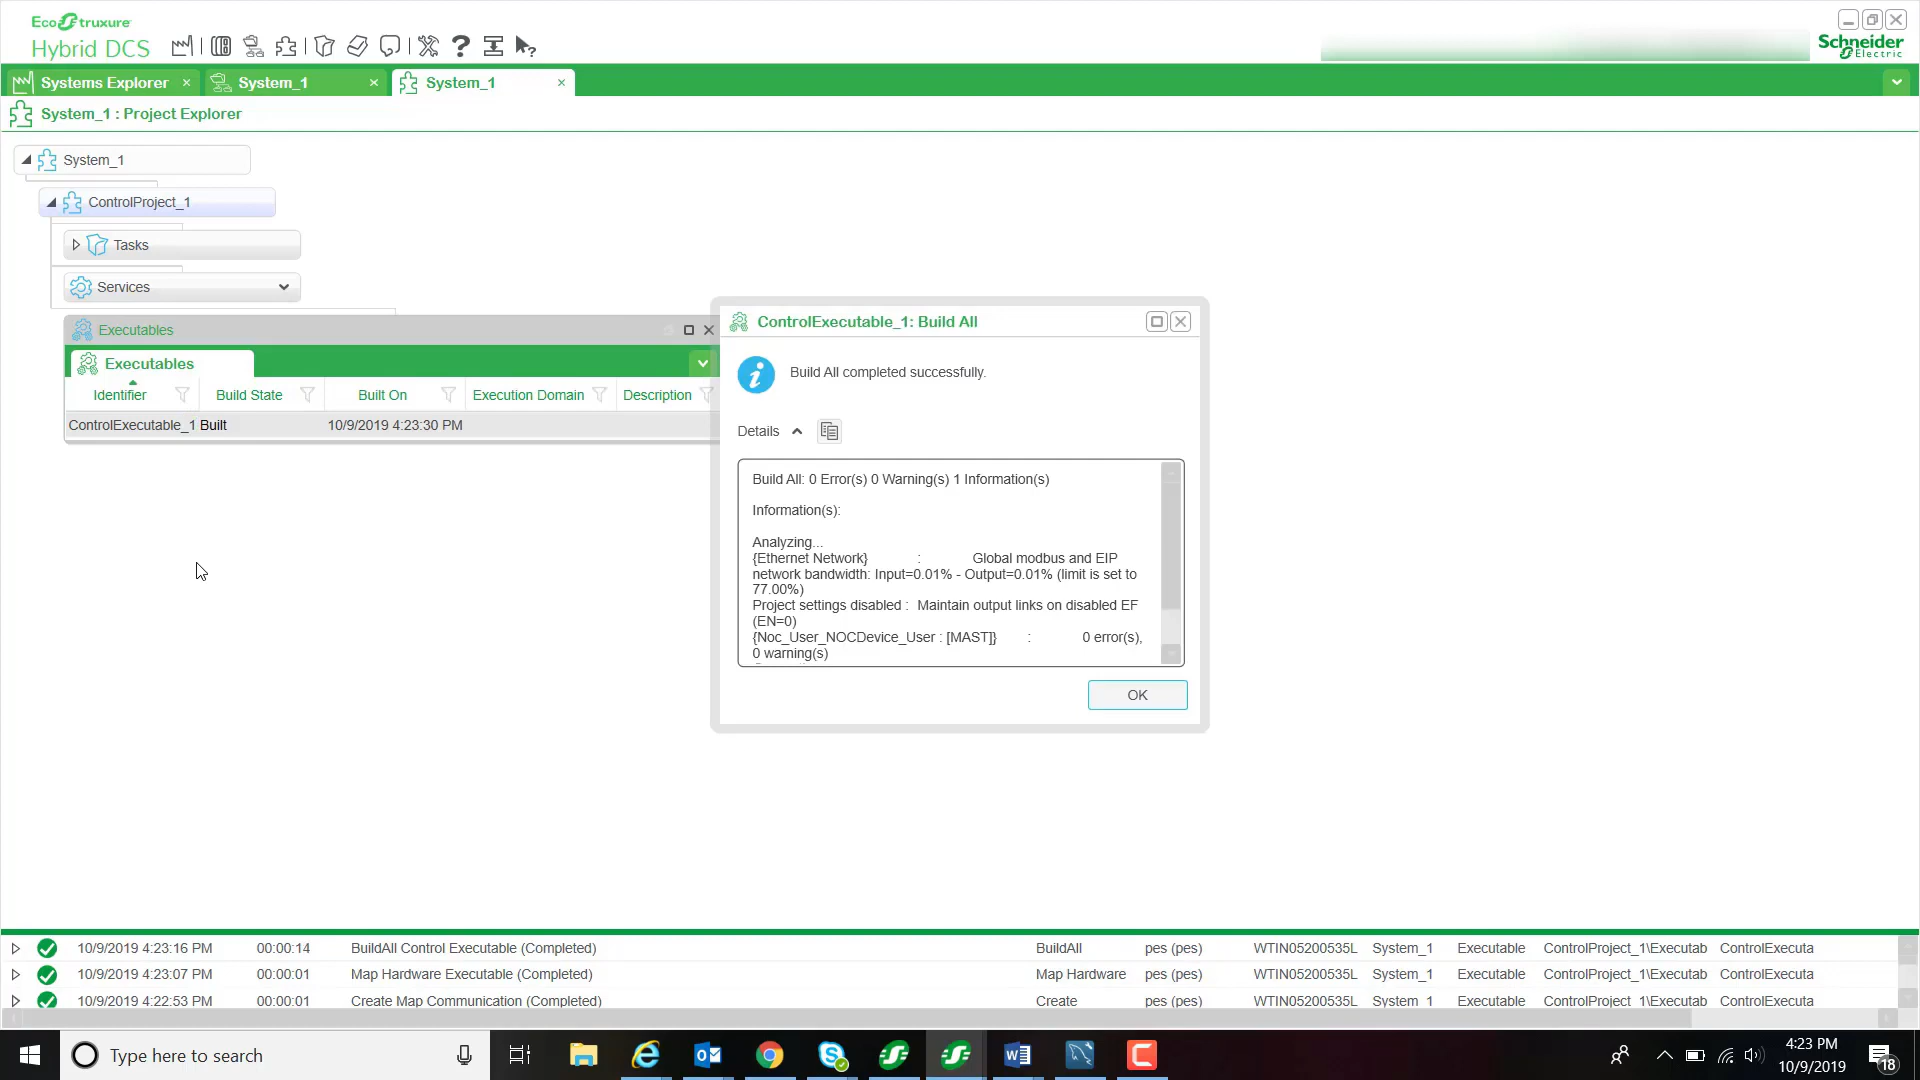 EcoStruxure
Hybrid DCS
Schneider
Electric
Systems Explorer
System_1
System_1
System_1 : Project Explorer
System_1
ControlProject_1
Tasks
Services
Executables
Executables
Identifier Build State Built On Execution Domain Description
ControlExecutable_1 Built 10/9/2019 4:23:30 PM
ControlExecutable_1: Build All
Build All completed successfully.
Details
Build All: 0 Error(s) 0 Warning(s) 1 Information(s)
Information(s):
Analyzing...
{Ethernet Network} : Global modbus and EIP
network bandwidth: Input=0.01% - Output=0.01% (limit is set to
77.00%)
Project settings disabled : Maintain output links on disabled EF
(EN=0)
{Noc_User_NOCDevice_User : [MAST]} : 0 error(s),
0 warning(s)
OK
10/9/2019 4:23:16 PM 00:00:14 BuildAll Control Executable (Completed) BuildAll pes (pes) WTIN05200535L System_1 Executable ControlProject_1\Executab ControlExecuta
10/9/2019 4:23:07 PM 00:00:01 Map Hardware Executable (Completed) Map Hardware pes (pes) WTIN05200535L System_1 Executable ControlProject_1\Executab ControlExecuta
10/9/2019 4:22:53 PM 00:00:01 Create Map Communication (Completed) Create pes (pes) WTIN05200535L System_1 Executable ControlProject_1\Executab ControlExecuta
Type here to search
4:23 PM
10/9/2019
18